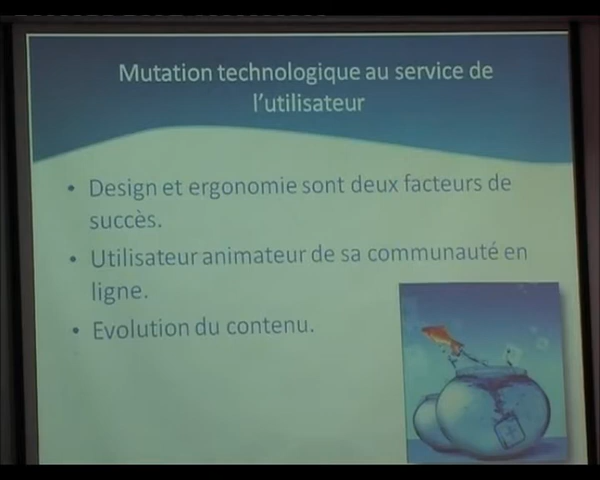 Mutation technologique au service de
l'utilisateur
• Design et ergonomie sont deux facteurs de
succès.
• Utilisateur animateur de sa communauté en
ligne.
• Evolution du contenu.